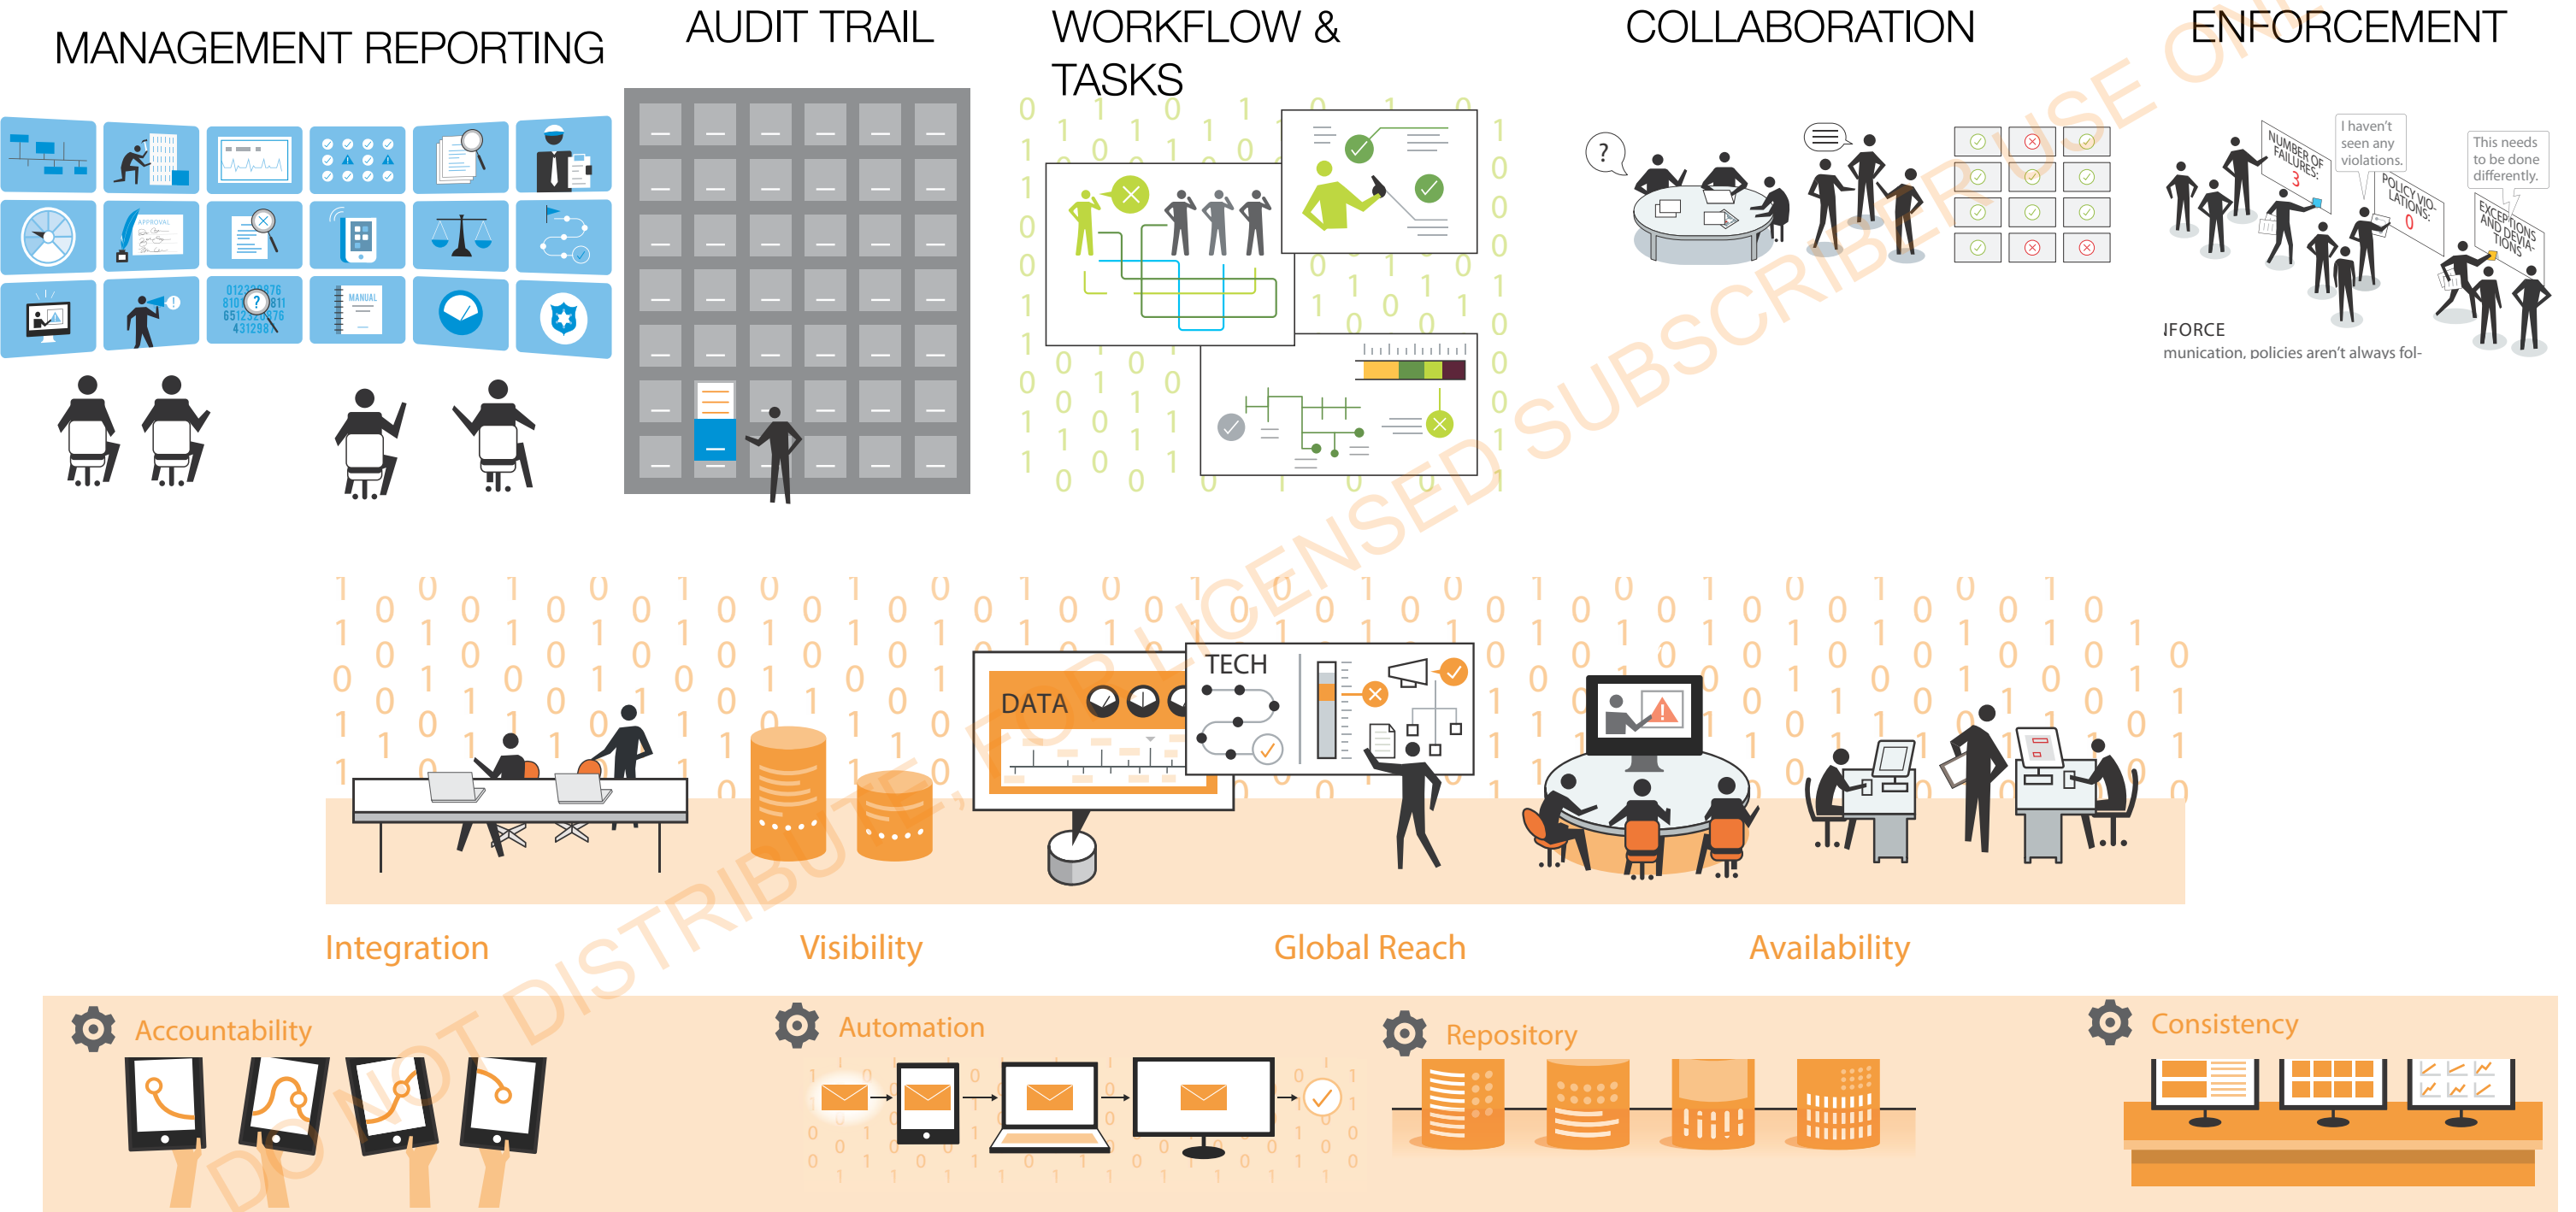 MANAGEMENT REPORTING
AUDIT TRAIL
WORKFLOW &
TASKS
COLLABORATION
ENFORCEMENT
APPROVAL
MANUAL
?
!
?
NUMBER OF
FAILURES:
3
I haven't
seen any
violations.
POLICY VIO-
LATIONS:
0
This needs
to be done
differently.
EXCEPTIONS
AND DEVIA-
TIONS
NFORCE
munication, policies aren't always fol-
DATA
TECH
!
Integration
Visibility
Global Reach
Availability
Accountability
Automation
Repository
Consistency
DO NOT DISTRIBUTE, FOR LICENSED SUBSCRIBER USE ONL